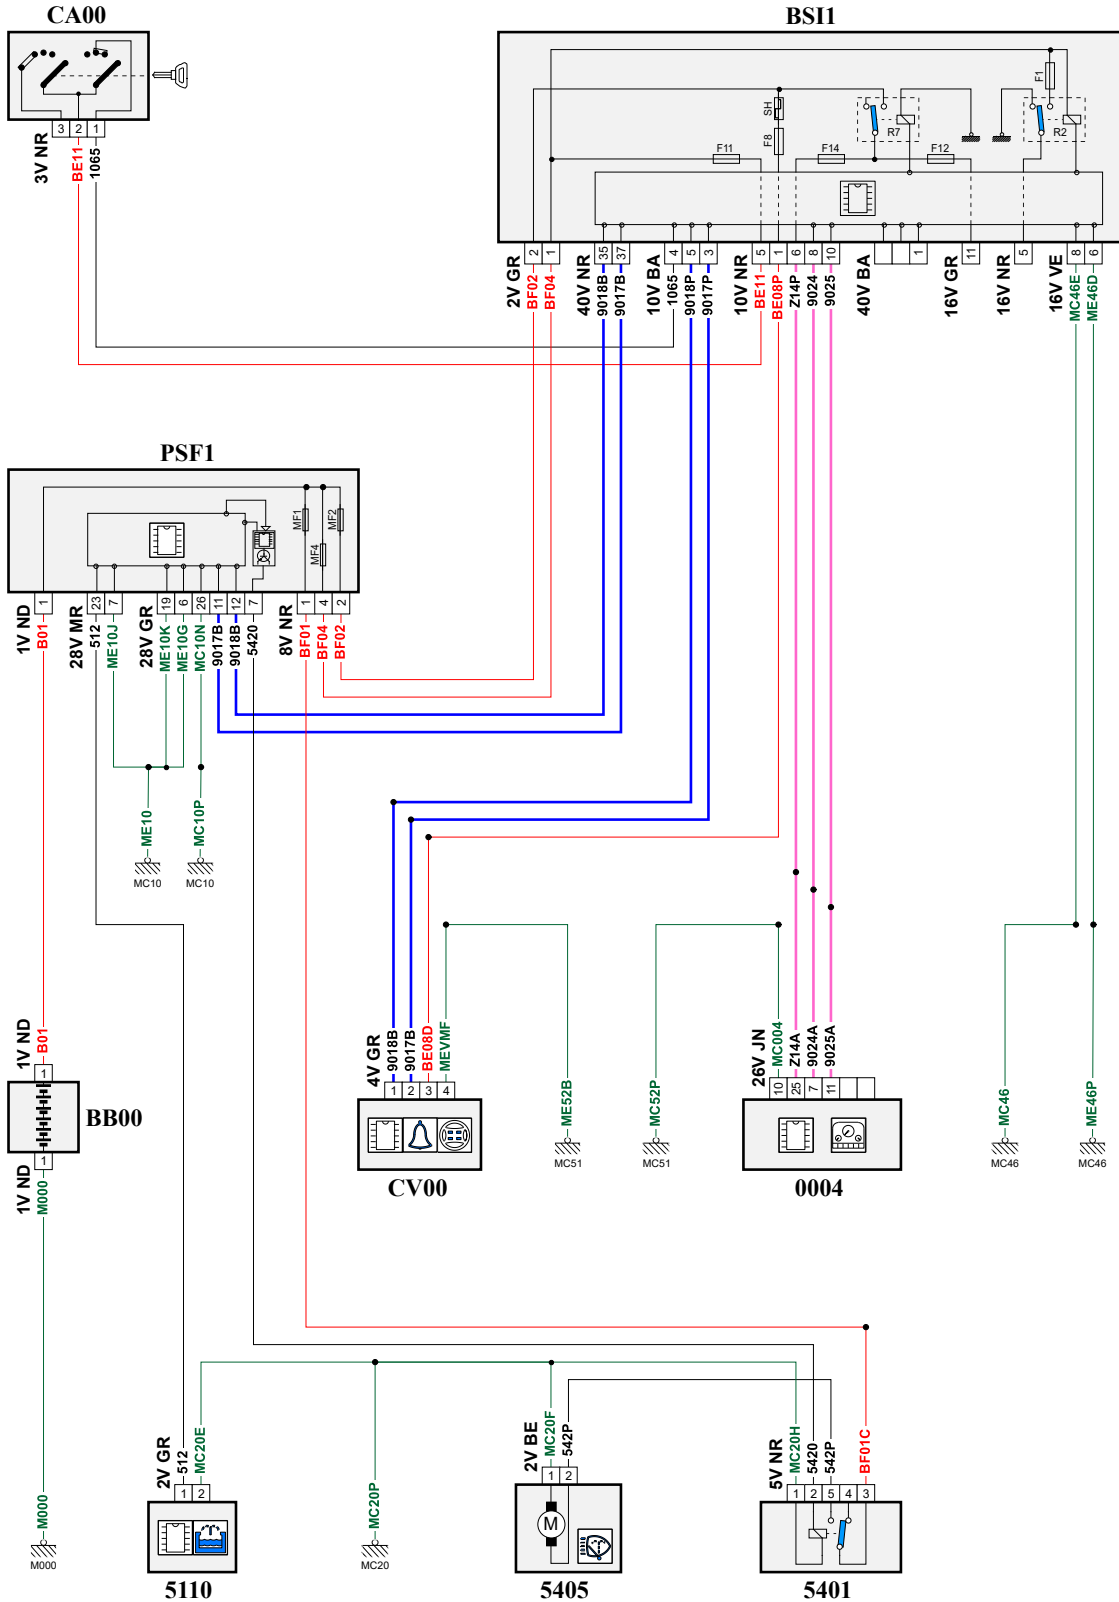 CA00
BSI1
F1
SH
F8
R7
R2
F11
F14
F12
3 2 1
3V NR
BE11
1065
2 1
35 37
4 5 3
5 1 6 8 10
1
11
5
8 6
2V GR
BF02
BF04
40V NR
9018B
9017B
10V BA
1065
9018P
9017P
10V NR
BE11
BE08P
Z14P
9024
9025
40V BA
16V GR
16V NR
16V VE
MC46E
ME46D
PSF1
MF1
MF4
MF2
1
23 7
19 6 26 11 12 7
1 4 2
1V ND
B01
28V MR
512
ME10J
28V GR
ME10K
ME10G
MC10N
9017B
9018B
5420
8V NR
BF01
BF04
BF02
ME10
MC10P
MC10
MC10
1V ND
B01
1
BB00
1
1V ND
M000
4V GR
9018B
9017B
BE08D
MEVMF
1 2 3 4
CV00
ME52B
MC51
MC52P
MC51
26V JN
MC004
Z14A
9024A
9025A
10 25 7 11
0004
MC46
MC46
ME46P
MC46
M000
M000
2V GR
512
MC20E
1 2
5110
MC20P
MC20
2V BE
MC20F
542P
1 2
M
5405
5V NR
MC20H
5420
542P
BF01C
1 2 5 4 3
5401